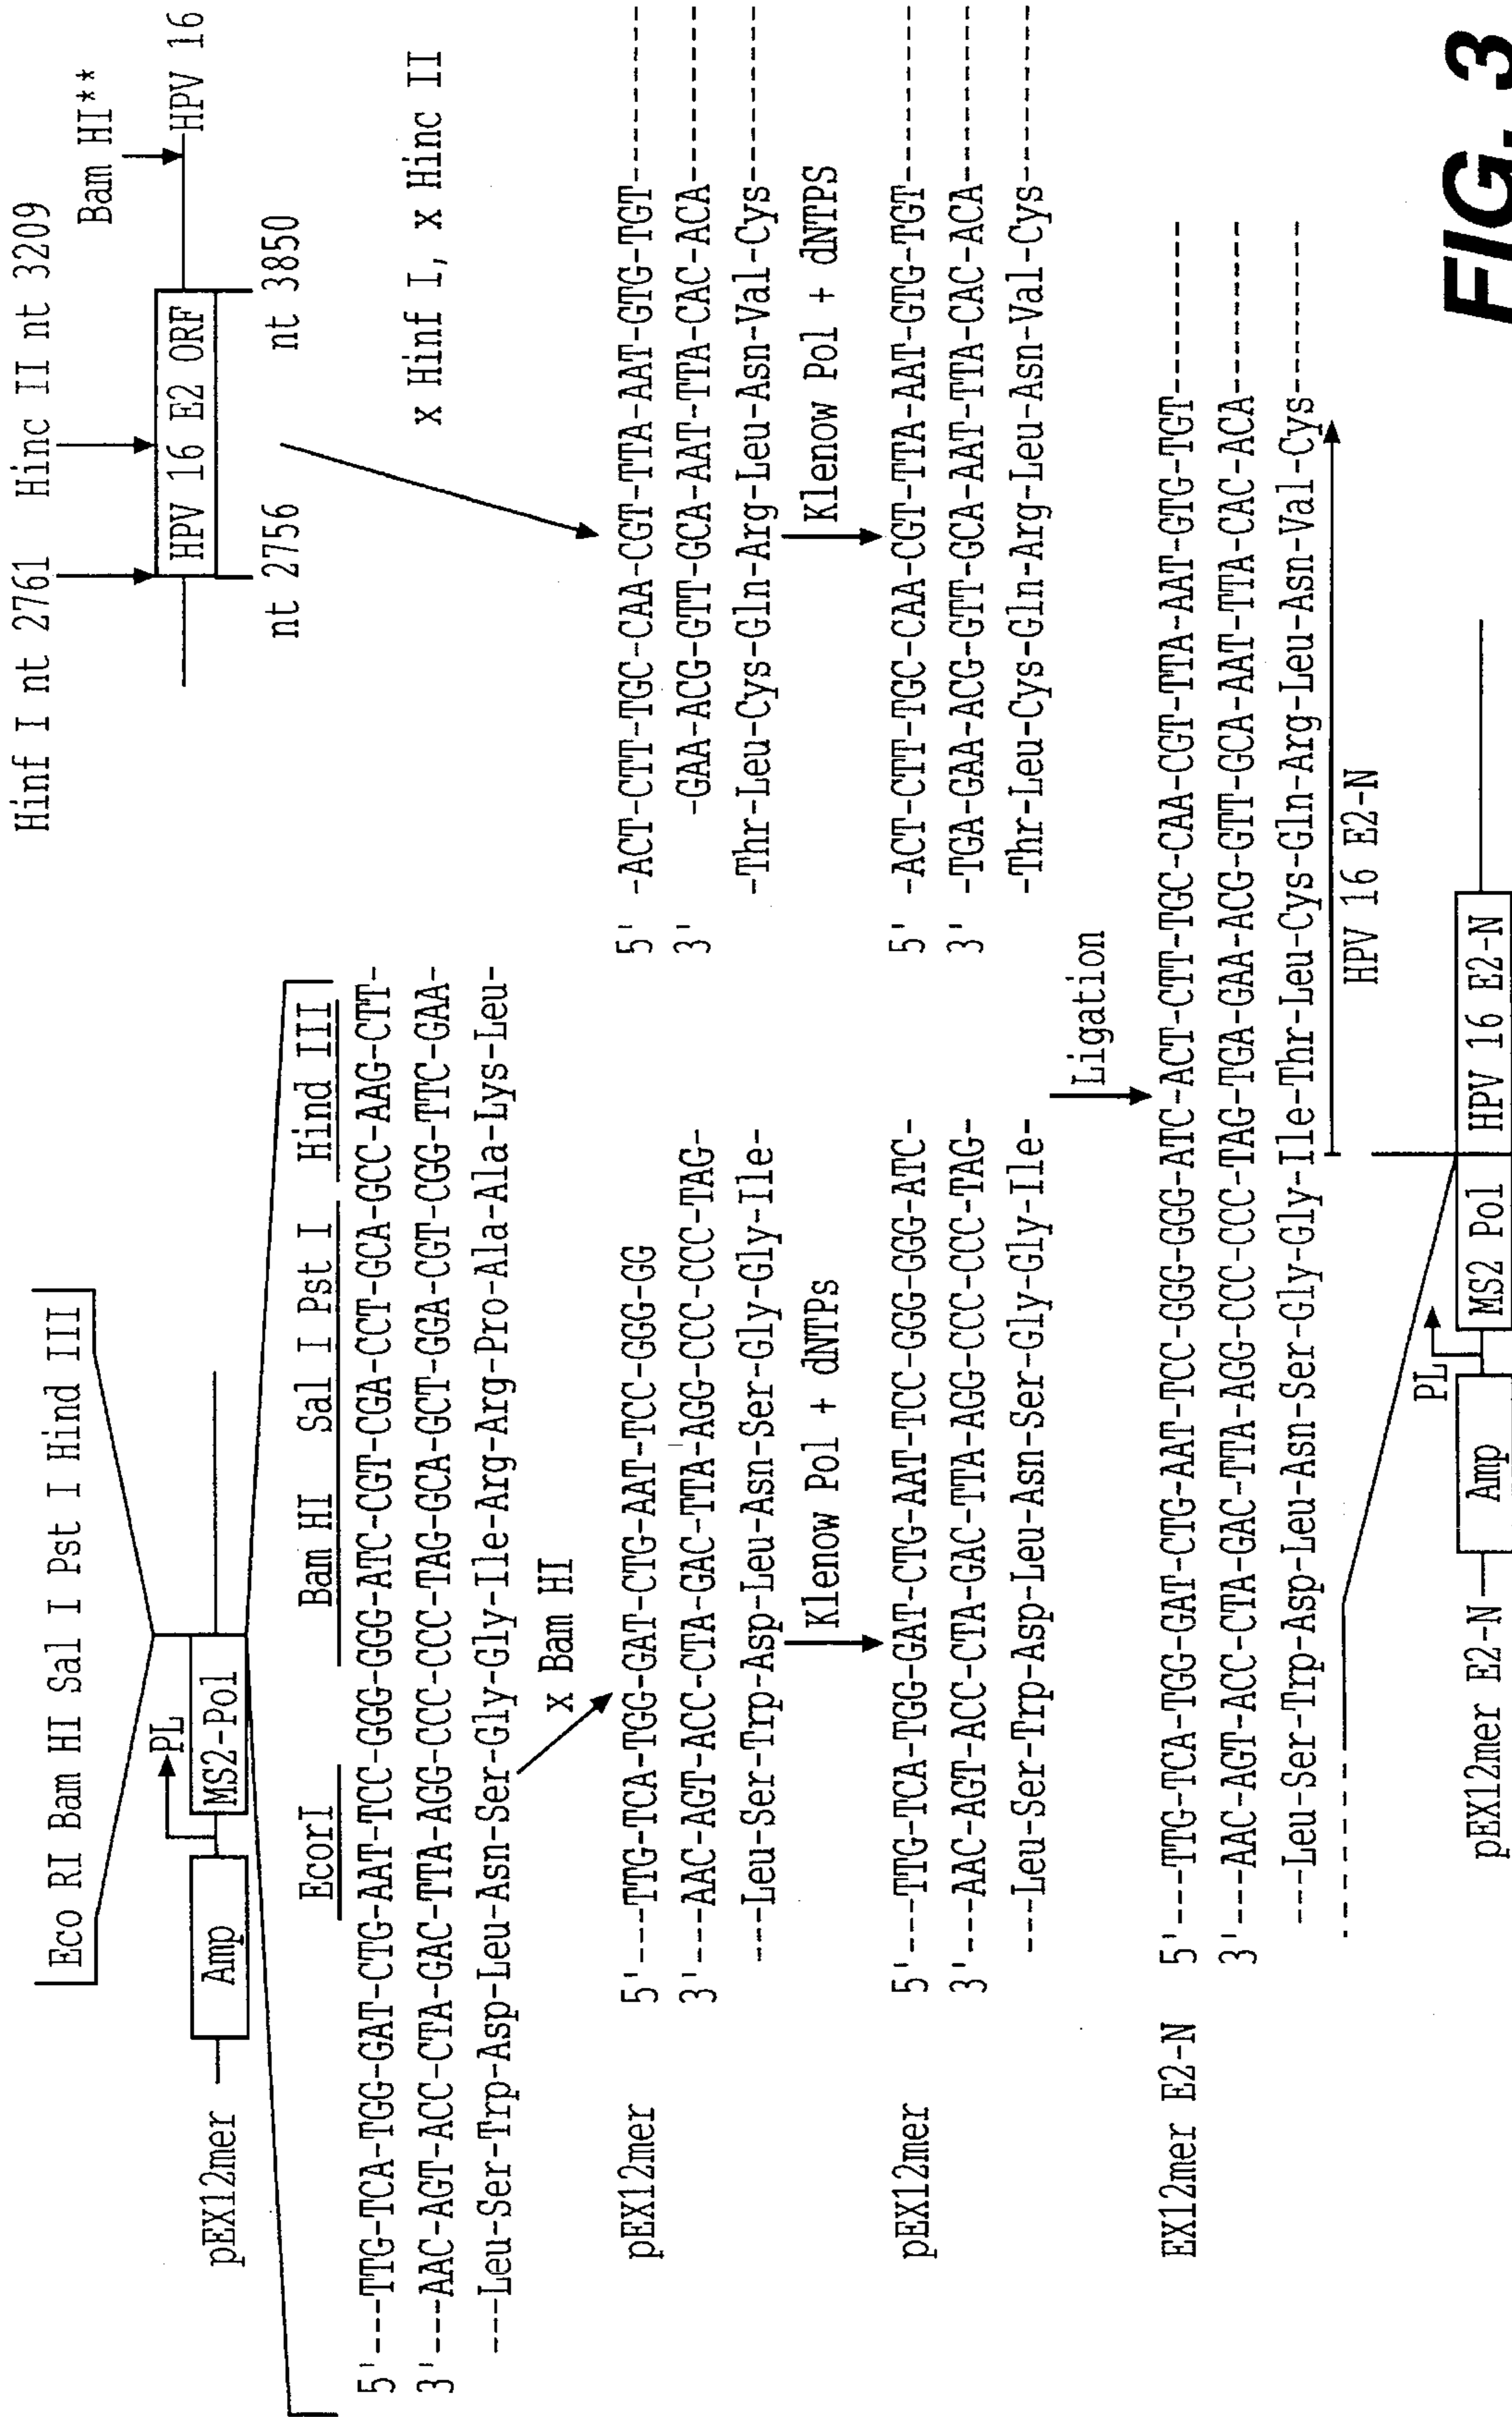 Eco RI Bam HI Sal I Pst I Hind III
PL
pEX12mer Amp MS2-Pol
EcorI Bam HI Sal I Pst I Hind III
5'----TTG-TCA-TGG-GAT-CTG-AAT-TCC-GGG-GGG-ATC-CGT-CGA-CCT-GCA-GCC-AAG-CTT-
3'----AAC-AGT-ACC-CTA-GAC-TTA-AGG-CCC-CCC-TAG-GCA-GCT-GGA-CGT-CGG-TTC-GAA-
---Leu-Ser-Trp-Asp-Leu-Asn-Ser-Gly-Gly-Ile-Arg-Arg-Pro-Ala-Ala-Lys-Leu-
x Bam HI
Hinf I nt 2761 Hinc II nt 3209
Bam HI**
HPV 16 E2 ORF HPV 16
nt 2756 nt 3850
x Hinf I, x Hinc II
pEX12mer
5'----TTG-TCA-TGG-GAT-CTG-AAT-TCC-GGG-GG
3'----AAC-AGT-ACC-CTA-GAC-TTA-AGG-CCC-CCC-TAG-
---Leu-Ser-Trp-Asp-Leu-Asn-Ser-Gly-Gly-Ile-
Klenow Pol + dNTPs
5' -ACT-CTT-TGC-CAA-CGT-TTA-AAT-GTG-TGT----------
3' -GAA-ACG-GTT-GCA-AAT-TTA-CAC-ACA----------
-Thr-Leu-Cys-Gln-Arg-Leu-Asn-Val-Cys----------
Klenow Pol + dNTPS
pEX12mer
5'----TTG-TCA-TGG-GAT-CTG-AAT-TCC-GGG-GGG-ATC-
3'----AAC-AGT-ACC-CTA-GAC-TTA-AGG-CCC-CCC-TAG-
---Leu-Ser-Trp-Asp-Leu-Asn-Ser-Gly-Gly-Ile-
5' -ACT-CTT-TGC-CAA-CGT-TTA-AAT-GTG-TGT----------
3' -TGA-GAA-ACG-GTT-GCA-AAT-TTA-CAC-ACA----------
-Thr-Leu-Cys-Gln-Arg-Leu-Asn-Val-Cys----------
Ligation
EX12mer E2-N
5'----TTG-TCA-TGG-GAT-CTG-AAT-TCC-GGG-GGG-ATC-ACT-CTT-TGC-CAA-CGT-TTA-AAT-GTG-TGT----------
3'----AAC-AGT-ACC-CTA-GAC-TTA-AGG-CCC-CCC-TAG-TGA-GAA-ACG-GTT-GCA-AAT-TTA-CAC-ACA----------
---Leu-Ser-Trp-Asp-Leu-Asn-Ser-Gly-Gly-Ile-Thr-Leu-Cys-Gln-Arg-Leu-Asn-Val-Cys----------
HPV 16 E2-N
PL
pEX12mer E2-N Amp MS2 Pol HPV 16 E2-N
FIG. 3